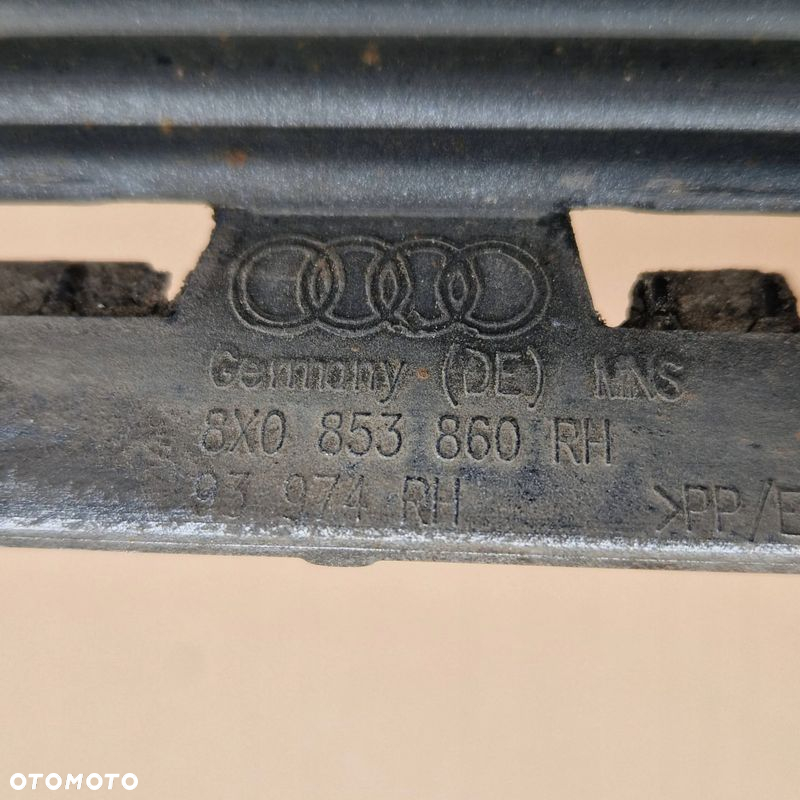 Germany (DE) MNS
8X0 853 860 RH
93 974 RH
>PP/E
OTOMOTO